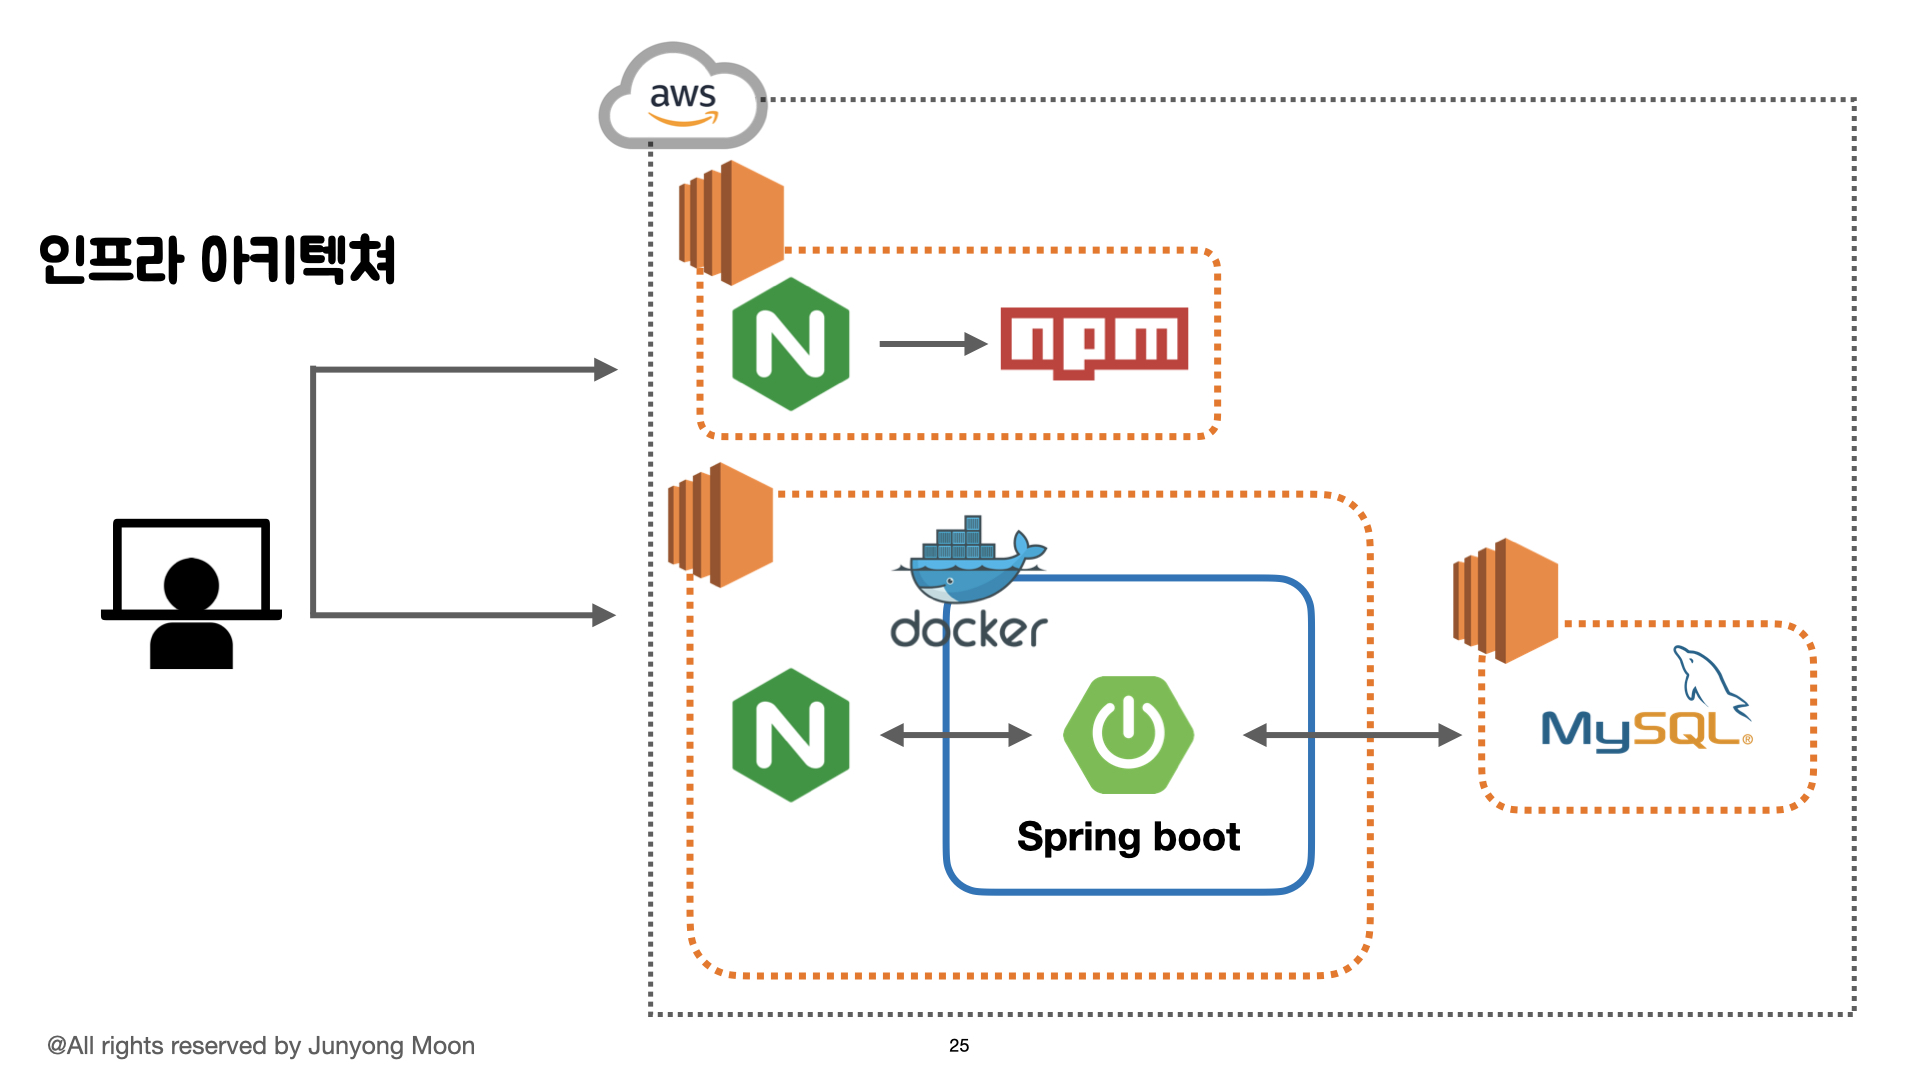 aws
인프라 아키텍쳐
N
npm
docker
N
Spring boot
MySQL®
@All rights reserved by Junyong Moon
25